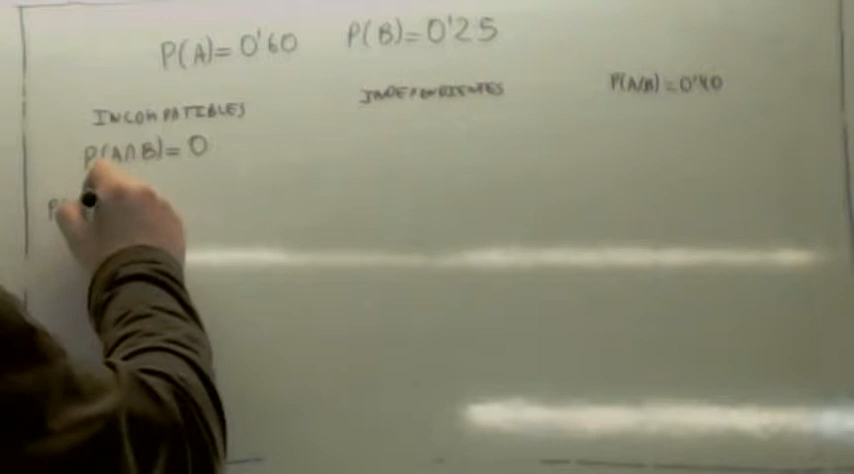 P(A)= 0'60 P(B)= 0'25
INCOMPATIBLES INDEPENDIENTES P(A/B) = 0'40
P(A∩B)= 0
P(